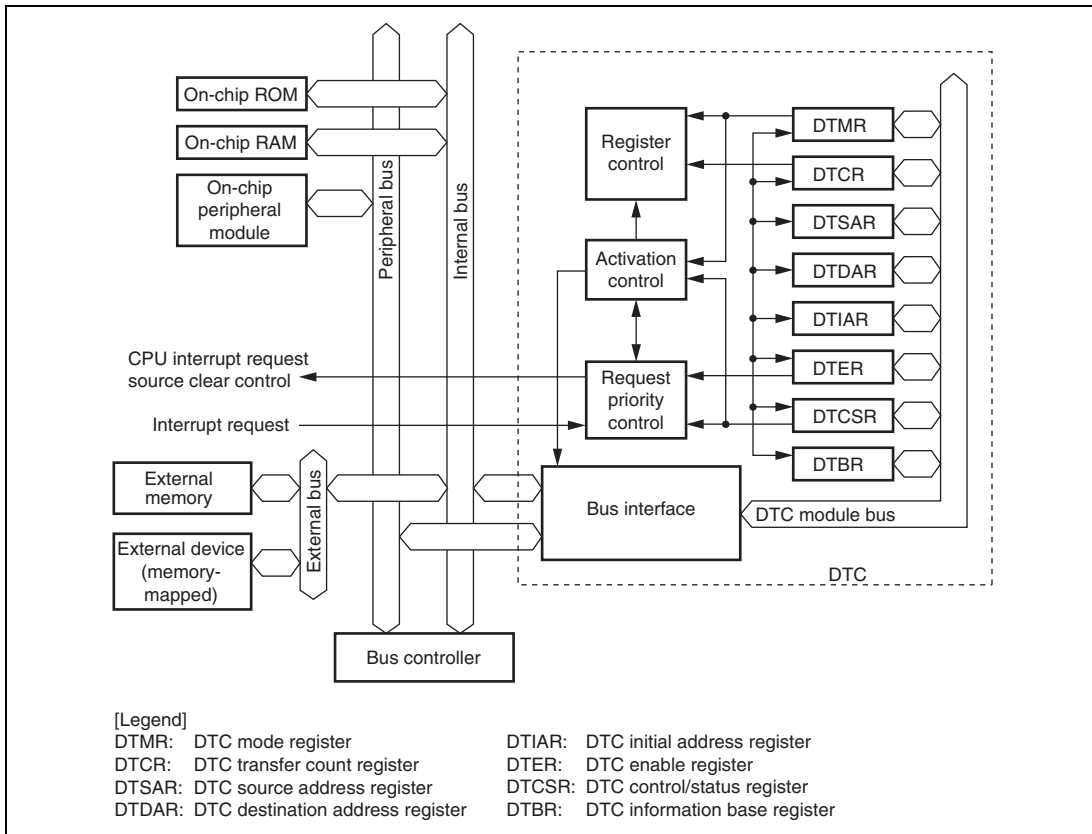 On-chip ROM
On-chip RAM
On-chip
peripheral
module
Peripheral bus
Internal bus
Register
control
Activation
control
Request
priority
control
DTMR
DTCR
DTSAR
DTDAR
DTIAR
DTER
DTCSR
DTBR
CPU interrupt request
source clear control
Interrupt request
External
memory
External device
(memory-
mapped)
External bus
Bus interface
DTC module bus
DTC
Bus controller
[Legend]
DTMR: DTC mode register
DTCR: DTC transfer count register
DTSAR: DTC source address register
DTDAR: DTC destination address register
DTIAR: DTC initial address register
DTER: DTC enable register
DTCSR: DTC control/status register
DTBR: DTC information base register